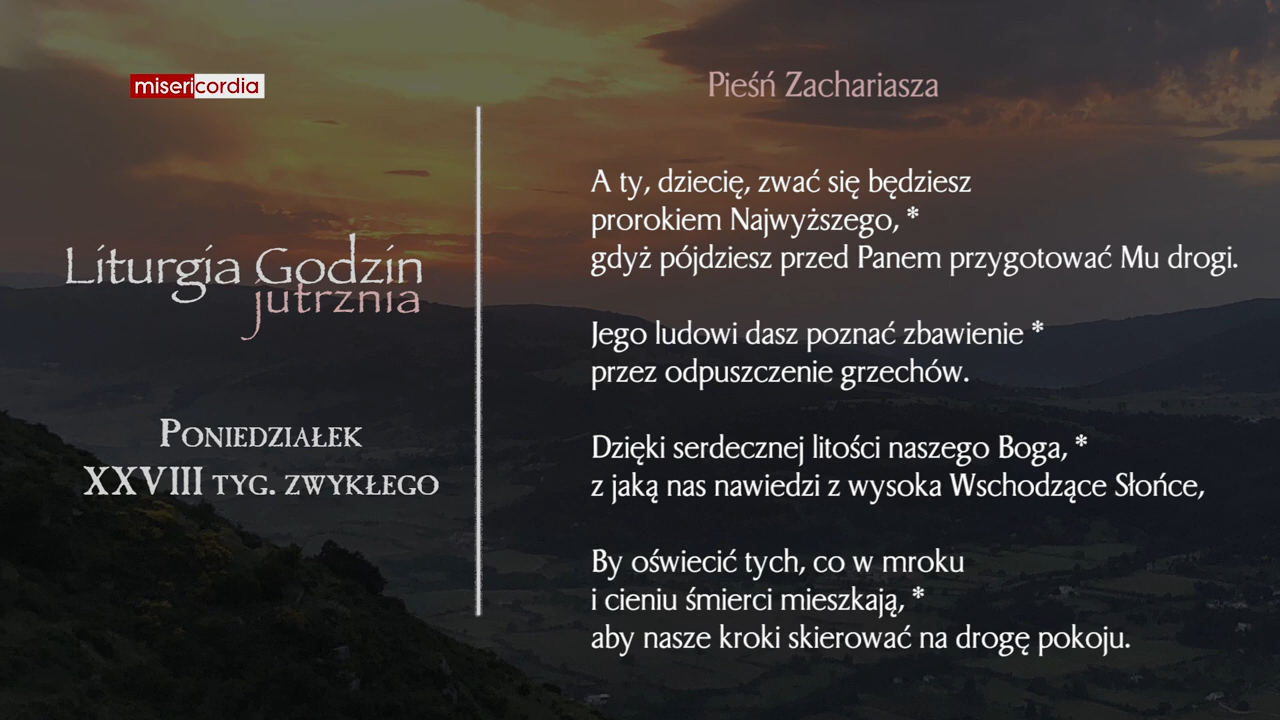 misericordia
Liturgia Godzin
jutrznia
Poniedziałek
XXVIII tyg. zwykłego
Pieśń Zachariasza
A ty, dziecię, zwać się będziesz
prorokiem Najwyższego, *
gdyż pójdziesz przed Panem przygotować Mu drogi.
Jego ludowi dasz poznać zbawienie *
przez odpuszczenie grzechów.
Dzięki serdecznej litości naszego Boga, *
z jaką nas nawiedzi z wysoka Wschodzące Słońce,
By oświecić tych, co w mroku
i cieniu śmierci mieszkają, *
aby nasze kroki skierować na drogę pokoju.